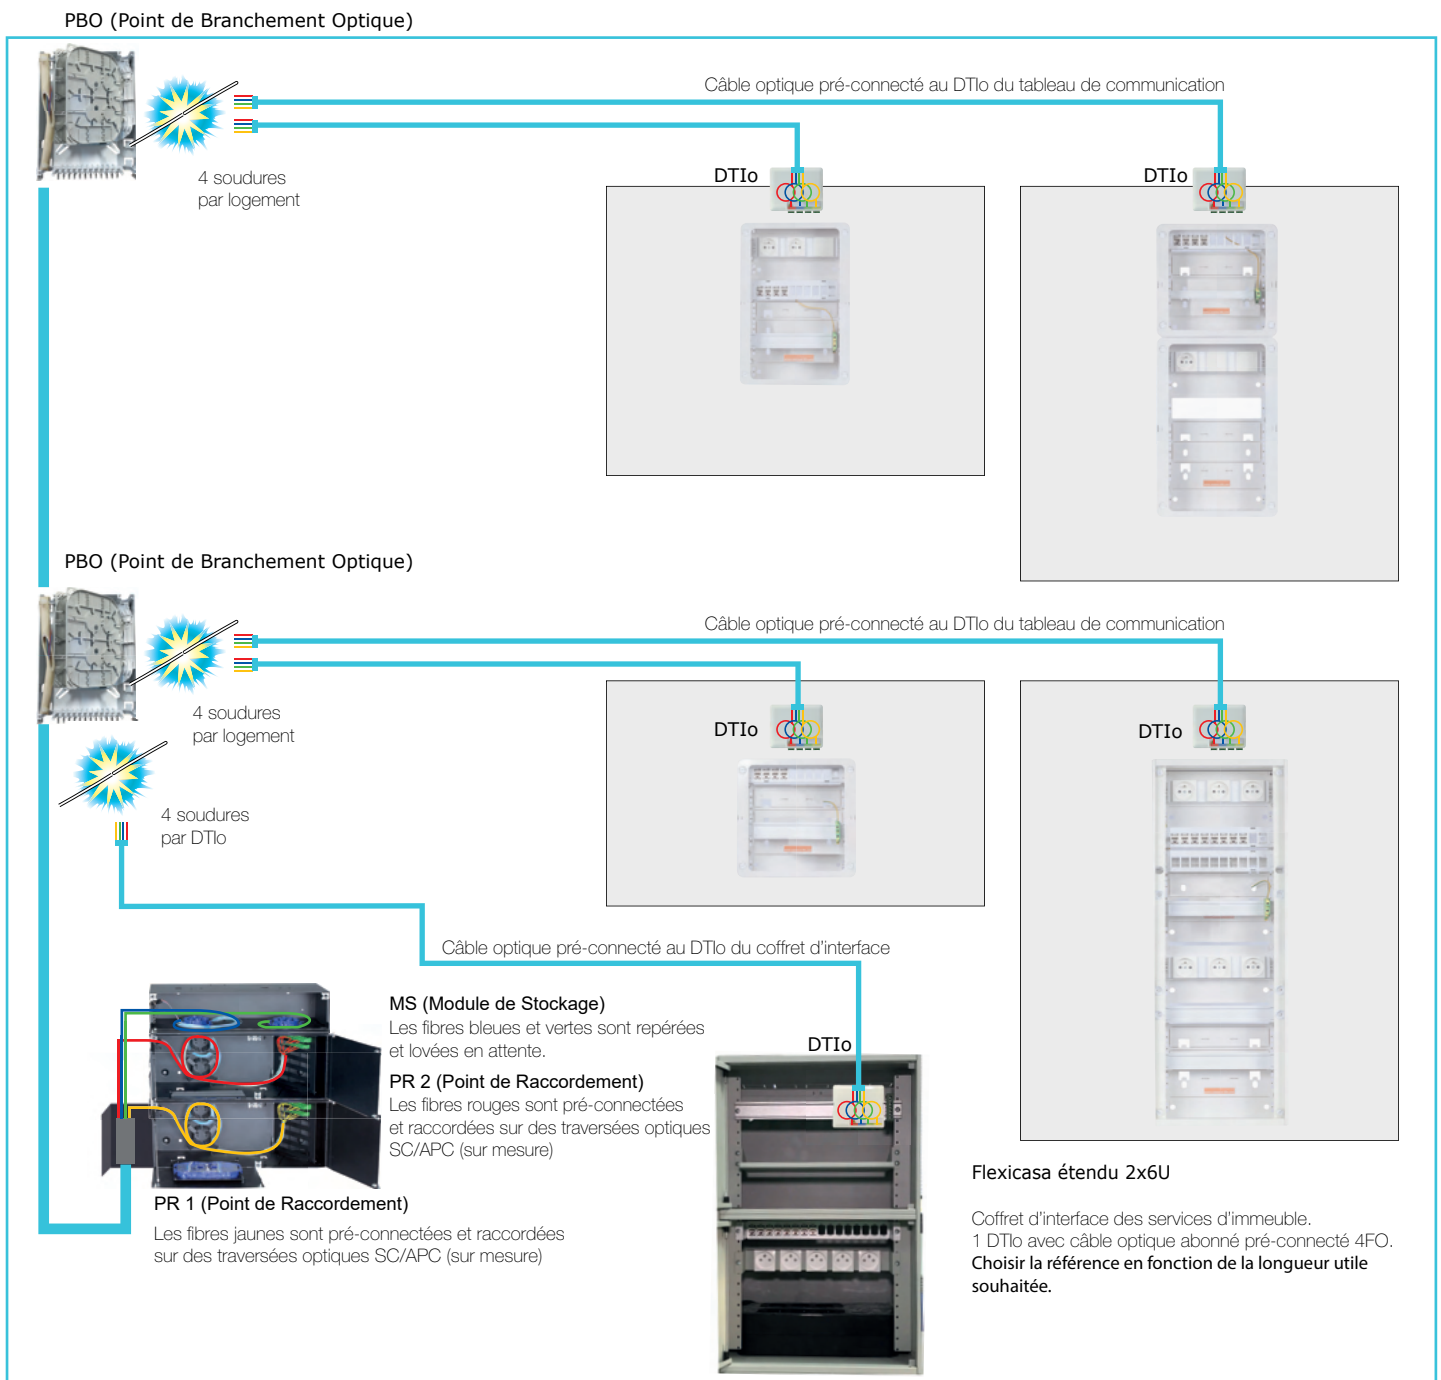 PBO (Point de Branchement Optique)
Câble optique pré-connecté au DTIo du tableau de communication
4 soudures
par logement
DTIo
DTIo
PBO (Point de Branchement Optique)
Câble optique pré-connecté au DTIo du tableau de communication
4 soudures
par logement
DTIo
DTIo
4 soudures
par DTIo
Câble optique pré-connecté au DTIo du coffret d'interface
MS (Module de Stockage)
Les fibres bleues et vertes sont repérées
et lovées en attente.
PR 2 (Point de Raccordement)
Les fibres rouges sont pré-connectées
et raccordées sur des traversées optiques
SC/APC (sur mesure)
PR 1 (Point de Raccordement)
Les fibres jaunes sont pré-connectées et raccordées
sur des traversées optiques SC/APC (sur mesure)
DTIo
Flexicasa étendu 2x6U
Coffret d'interface des services d'immeuble.
1 DTIo avec câble optique abonné pré-connecté 4FO.
Choisir la référence en fonction de la longueur utile
souhaitée.